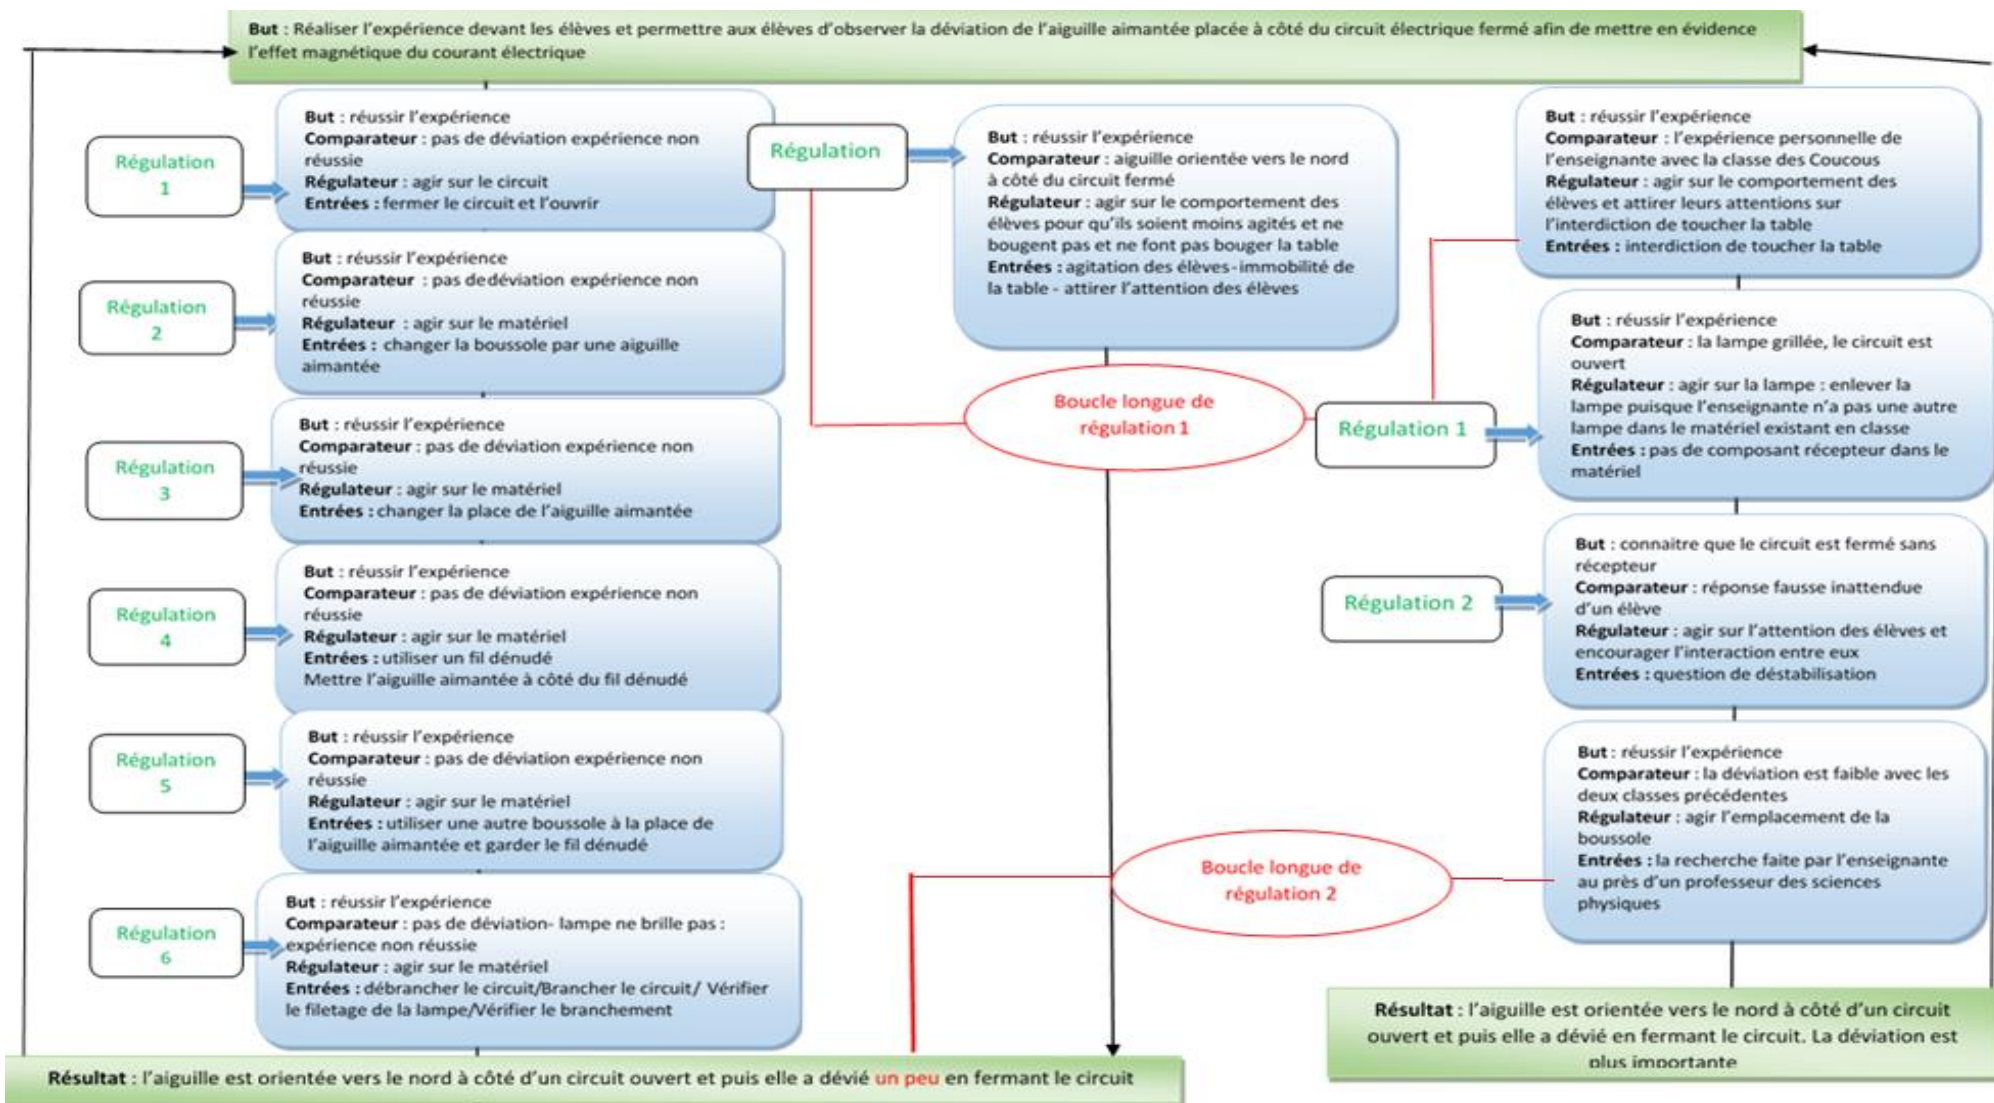 But : Réaliser l’expérience devant les élèves et permettre aux élèves d’observer la déviation de l’aiguille aimantée placée à côté du circuit électrique fermé afin de mettre en évidence
l’effet magnétique du courant électrique
Régulation
1
But : réussir l’expérience
Comparateur : pas de déviation expérience non
réussie
Régulateur : agir sur le circuit
Entrées : fermer le circuit et l’ouvrir
Régulation
2
But : réussir l’expérience
Comparateur : pas de déviation expérience non
réussie
Régulateur : agir sur le matériel
Entrées : changer la boussole par une aiguille
aimantée
Régulation
3
But : réussir l’expérience
Comparateur : pas de déviation expérience non
réussie
Régulateur : agir sur le matériel
Entrées : changer la place de l’aiguille aimantée
Régulation
4
But : réussir l’expérience
Comparateur : pas de déviation expérience non
réussie
Régulateur : agir sur le matériel
Entrées : utiliser un fil dénudé
Mettre l’aiguille aimantée à côté du fil dénudé
Régulation
5
But : réussir l’expérience
Comparateur : pas de déviation expérience non
réussie
Régulateur : agir sur le matériel
Entrées : utiliser une autre boussole à la place de
l’aiguille aimantée et garder le fil dénudé
Régulation
6
But : réussir l’expérience
Comparateur : pas de déviation- lampe ne brille pas :
expérience non réussie
Régulateur : agir sur le matériel
Entrées : débrancher le circuit/Brancher le circuit/ Vérifier
le filetage de la lampe/Vérifier le branchement
Résultat : l’aiguille est orientée vers le nord à côté d’un circuit ouvert et puis elle a dévié un peu en fermant le circuit
Régulation
But : réussir l’expérience
Comparateur : aiguille orientée vers le nord
à côté du circuit fermé
Régulateur : agir sur le comportement des
élèves pour qu’ils soient moins agités et ne
bougent pas et ne font pas bouger la table
Entrées : agitation des élèves-immobilité de
la table - attirer l’attention des élèves
Boucle longue de
régulation 1
Boucle longue de
régulation 2
But : réussir l’expérience
Comparateur : l’expérience personnelle de
l’enseignante avec la classe des Coucous
Régulateur : agir sur le comportement des
élèves et attirer leurs attentions sur
l’interdiction de toucher la table
Entrées : interdiction de toucher la table
Régulation 1
But : réussir l’expérience
Comparateur : la lampe grillée, le circuit est
ouvert
Régulateur : agir sur la lampe : enlever la
lampe puisque l’enseignante n’a pas une autre
lampe dans le matériel existant en classe
Entrées : pas de composant récepteur dans le
matériel
Régulation 2
But : connaitre que le circuit est fermé sans
récepteur
Comparateur : réponse fausse inattendue
d’un élève
Régulateur : agir sur l’attention des élèves et
encourager l’interaction entre eux
Entrées : question de déstabilisation
But : réussir l’expérience
Comparateur : la déviation est faible avec les
deux classes précédentes
Régulateur : agir l’emplacement de la
boussole
Entrées : la recherche faite par l’enseignante
au près d’un professeur des sciences
physiques
Résultat : l’aiguille est orientée vers le nord à côté d’un circuit
ouvert et puis elle a dévié en fermant le circuit. La déviation est
plus importante